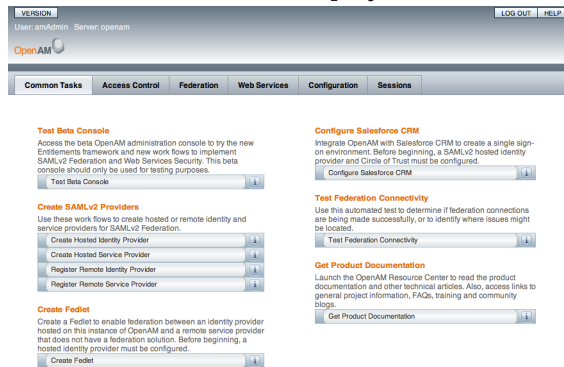 VERSION
LOG OUT HELP
User: amAdmin Server: openam
OpenAM
Common Tasks Access Control Federation Web Services Configuration Sessions
Test Beta Console
Access the beta OpenAM administration console to try the new
Entitlements framework and new work flows to implement
SAMLv2 Federation and Web Services Security. This beta
console should only be used for testing purposes.
Test Beta Console
Create SAMLv2 Providers
Use these work flows to create hosted or remote identity and
service providers for SAMLv2 Federation.
Create Hosted Identity Provider
Create Hosted Service Provider
Register Remote Identity Provider
Register Remote Service Provider
Create Fedlet
Create a Fedlet to enable federation between an identity provider
hosted on this instance of OpenAM and a remote service provider
that does not have a federation solution. Before beginning, a
hosted identity provider must be configured.
Create Fedlet
Configure Salesforce CRM
Integrate OpenAM with Salesforce CRM to create a single sign-
on environment. Before beginning, a SAMLv2 hosted identity
provider and Circle of Trust must be configured.
Configure Salesforce CRM
Test Federation Connectivity
Use this automated test to determine if federation connections
are being made successfully, or to identify where issues might
be located.
Test Federation Connectivity
Get Product Documentation
Launch the OpenAM Resource Center to read the product
documentation and other technical articles. Also, access links to
general project information, FAQs, training and community
blogs.
Get Product Documentation